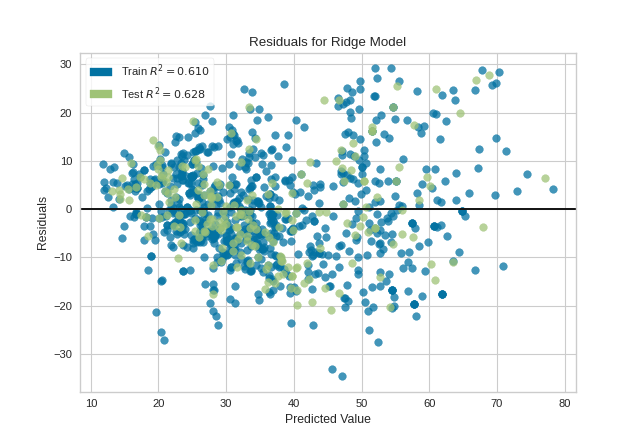 Residuals for Ridge Model
Train R² = 0.610
Test R² = 0.628
Residuals
30
20
10
0
−10
−20
−30
10 20 30 40 50 60 70 80
Predicted Value